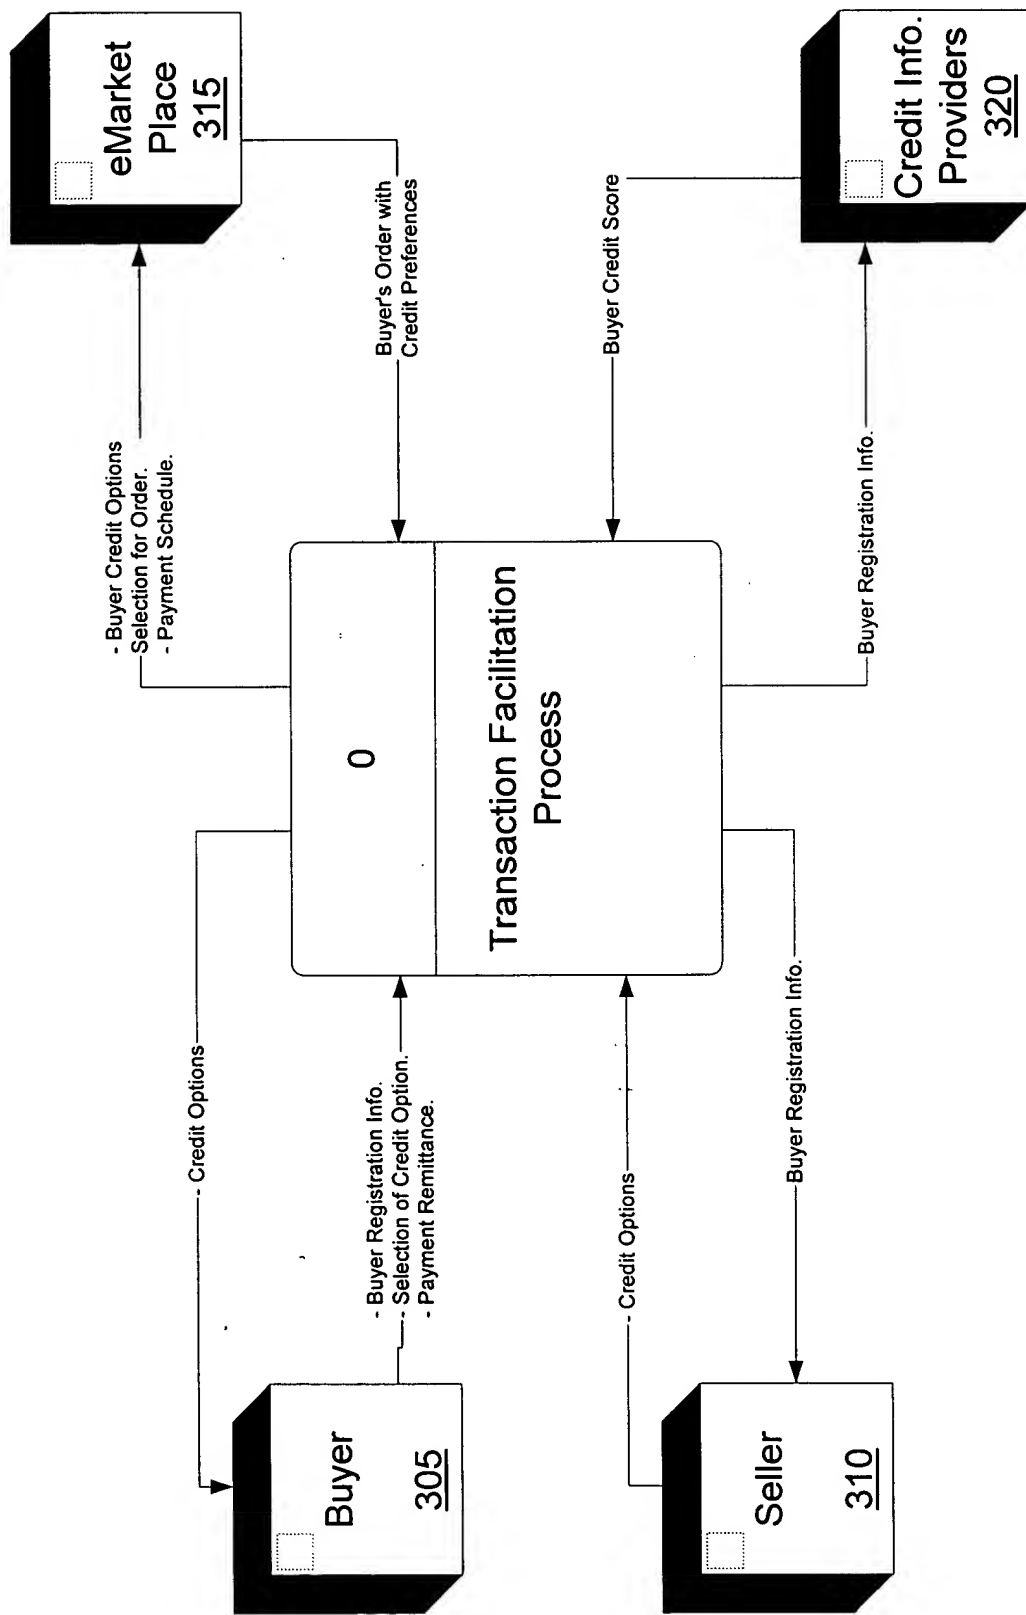 Buyer
305
- Credit Options
- Buyer Registration Info.
- Selection of Credit Option.
- Payment Remittance.
0
Transaction Facilitation
Process
- Buyer Credit Options
Selection for Order.
- Payment Schedule.
Buyer's Order with
Credit Preferences
eMarket
Place
315
Seller
310
- Credit Options
Buyer Registration Info.
Buyer Credit Score
Buyer Registration Info.
Credit Info.
Providers
320